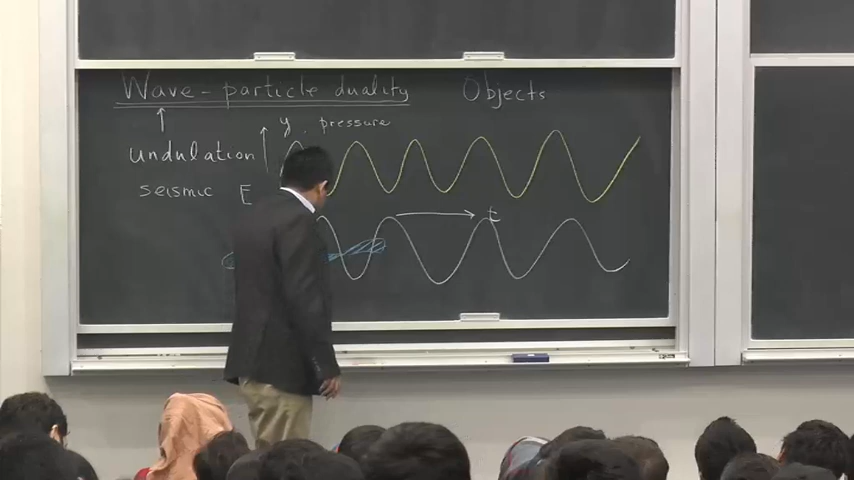 Wave-particle duality
Objects
y, pressure
undulation
seismic E
t